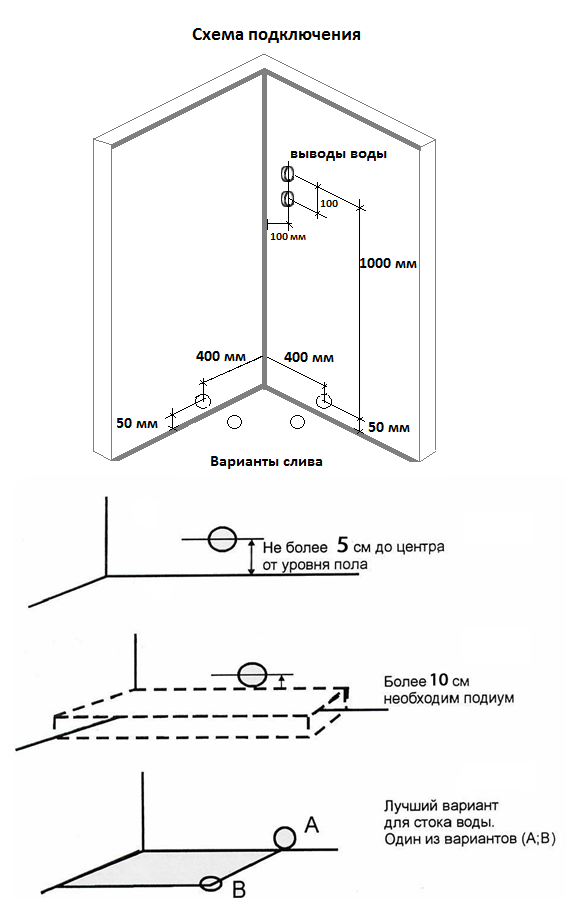 Схема подключения
выводы воды
100
100 мм
1000 мм
400 мм
400 мм
50 мм
50 мм
Варианты слива
Не более 5 см до центра
от уровня пола
Более 10 см
необходим подиум
Лучший вариант
для стока воды.
Один из вариантов (А;В)
А
В